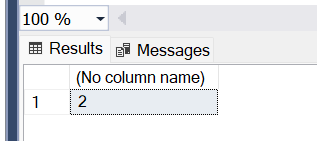 100 %
Results Messages
(No column name)
1 2